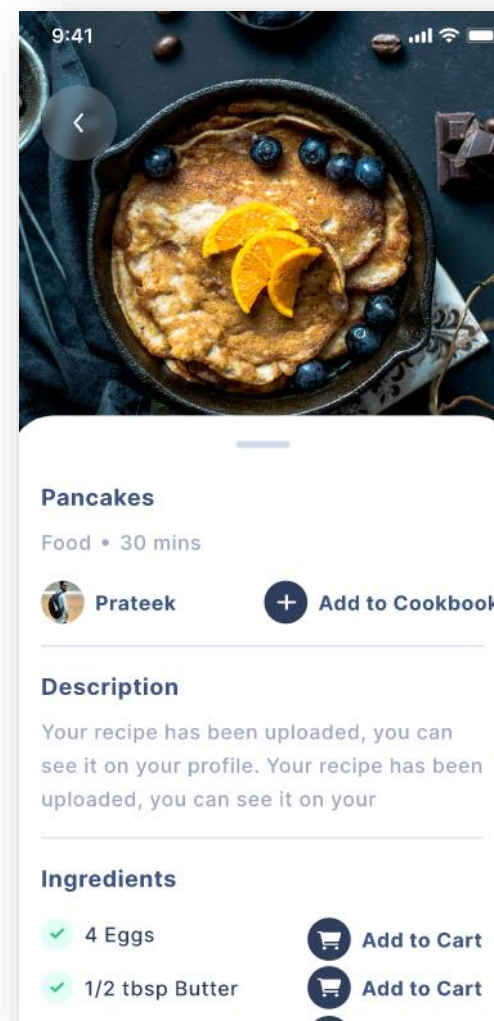 9:41
Pancakes
Food • 30 mins
Prateek
Add to Cookbook
Description
Your recipe has been uploaded, you can
see it on your profile. Your recipe has been
uploaded, you can see it on your
Ingredients
4 Eggs
Add to Cart
1/2 tbsp Butter
Add to Cart